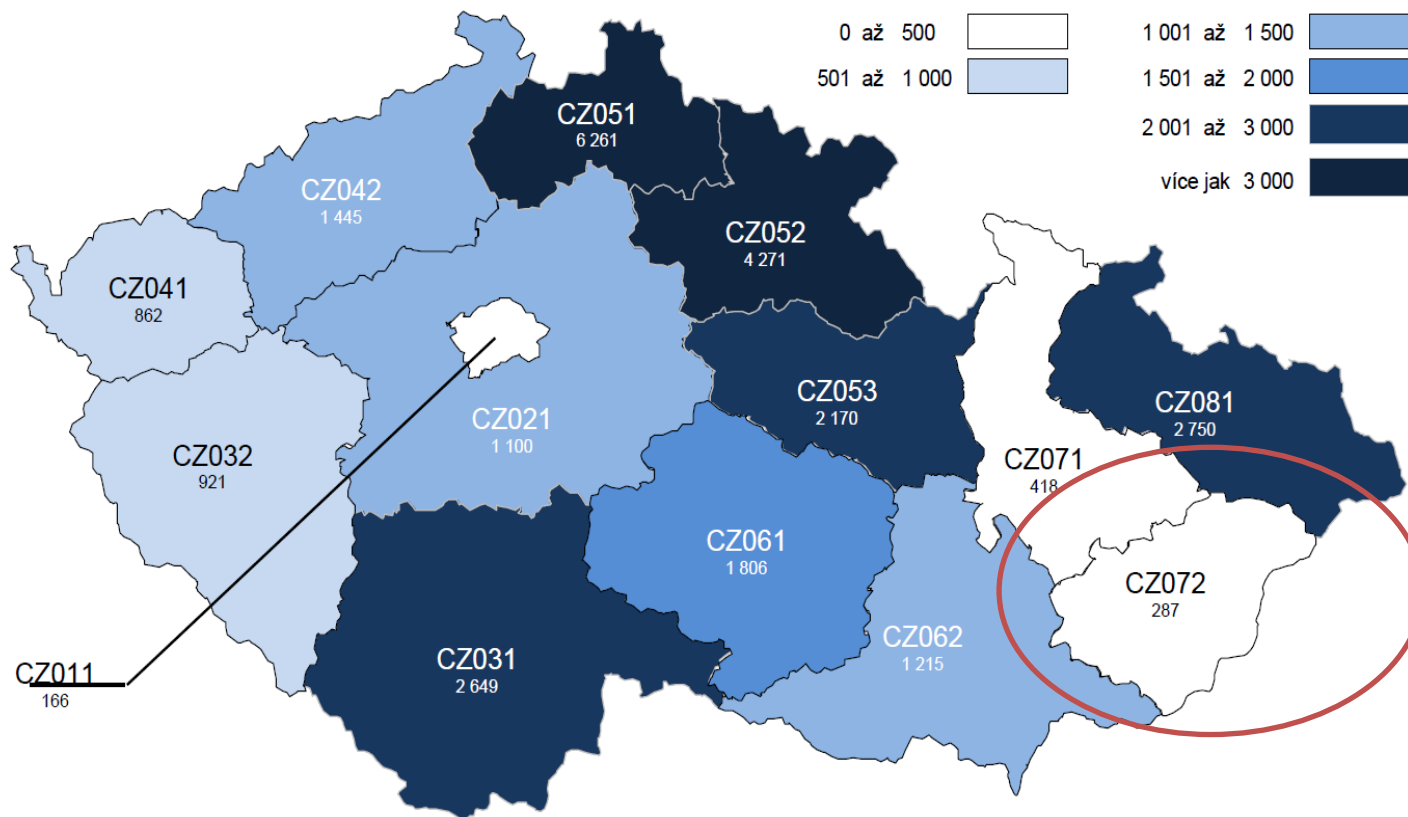 0 až 500
501 až 1 000
1 001 až 1 500
1 501 až 2 000
2 001 až 3 000
více jak 3 000
CZ051
6 261
CZ042
1 445
CZ052
4 271
CZ041
862
CZ053
2 170
CZ081
2 750
CZ021
1 100
CZ032
921
CZ071
418
CZ061
1 806
CZ072
287
CZ062
1 215
CZ031
2 649
CZ011
166